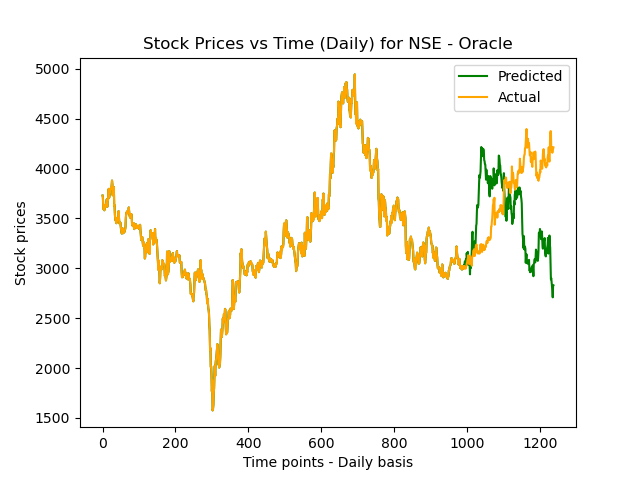 Stock Prices vs Time (Daily) for NSE - Oracle
Predicted
Actual
Stock prices
5000
4500
4000
3500
3000
2500
2000
1500
0 200 400 600 800 1000 1200
Time points - Daily basis